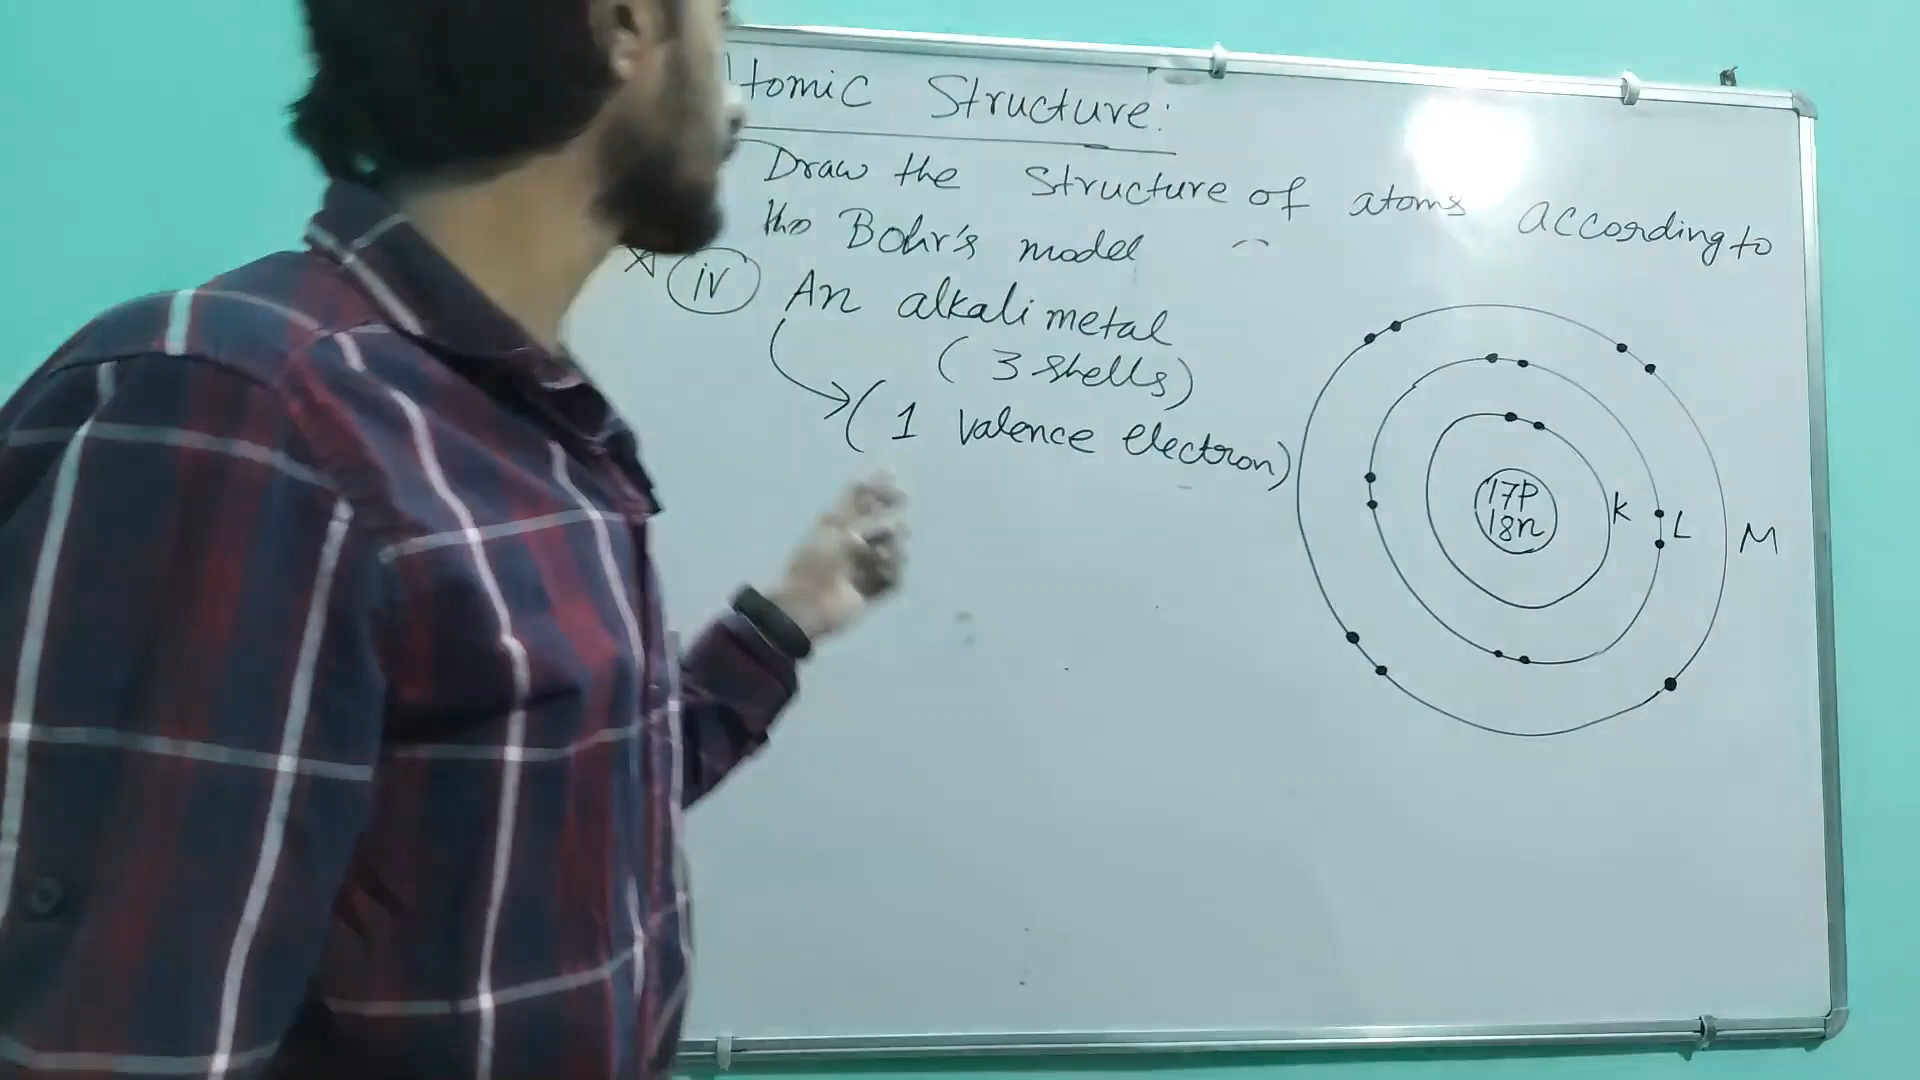 Atomic Structure:
Draw the structure of atoms according to
the Bohr's model
(iv) An alkali metal
(3 shells)
(1 valence electron)
17P
18n
K
L
M